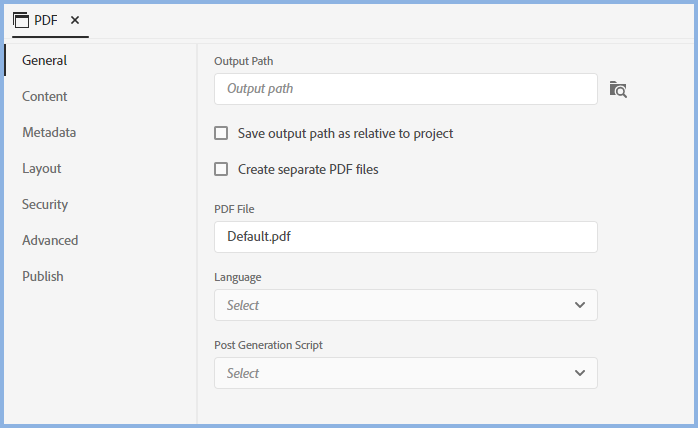 PDF
General
Content
Metadata
Layout
Security
Advanced
Publish
Output Path
Output path
Save output path as relative to project
Create separate PDF files
PDF File
Default.pdf
Language
Select
Post Generation Script
Select